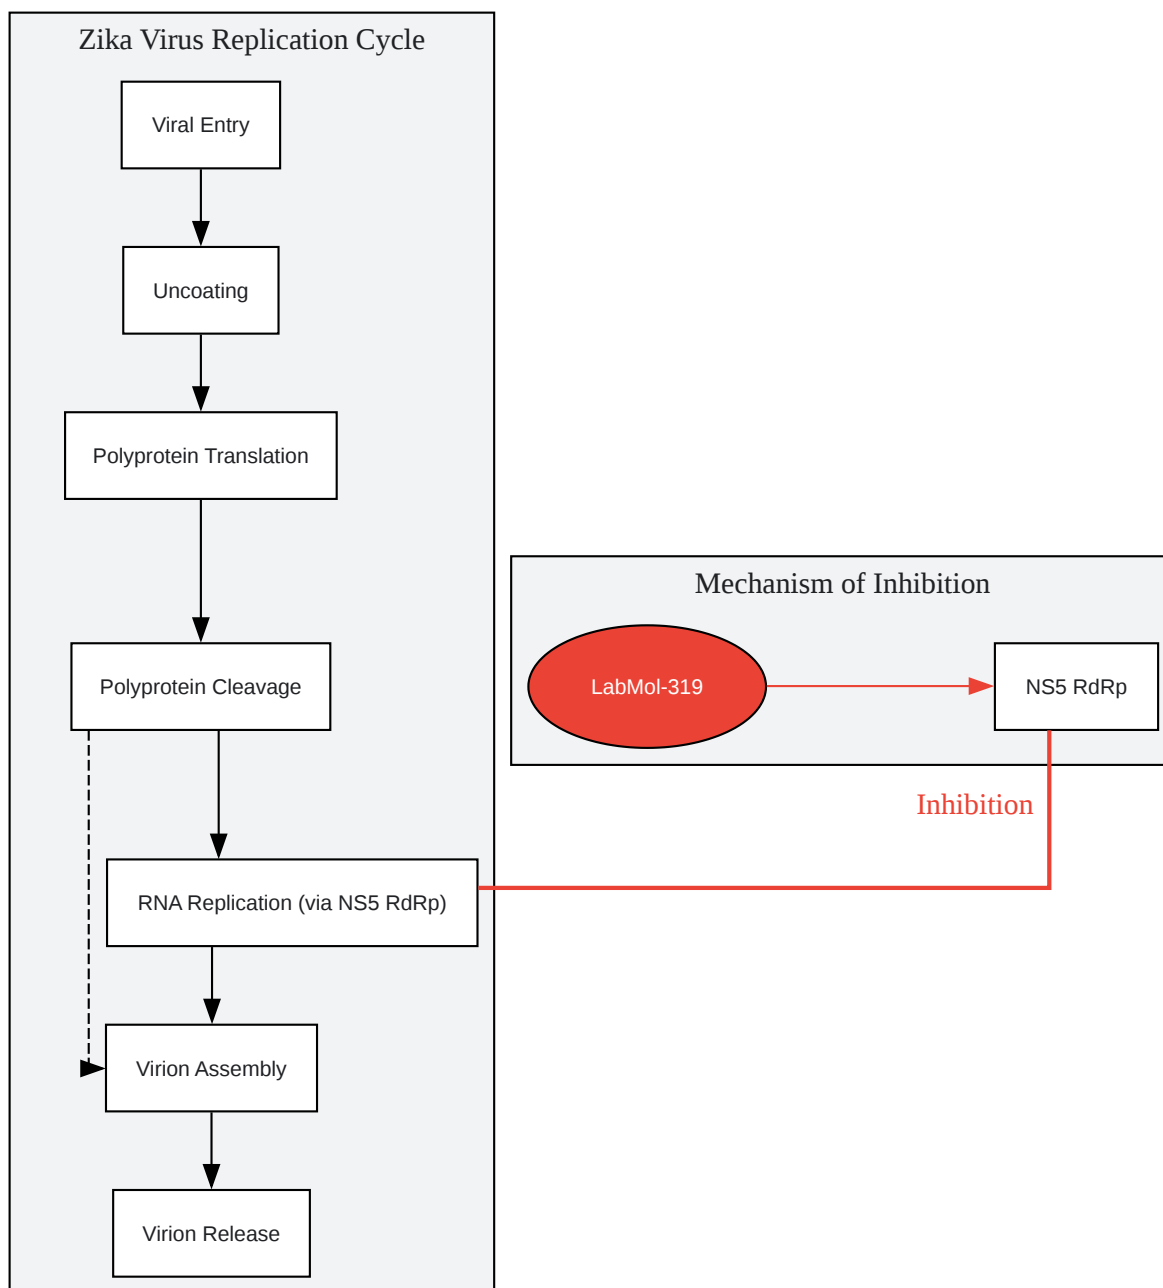 Zika Virus Replication Cycle
Viral Entry
Uncoating
Polyprotein Translation
Polyprotein Cleavage
RNA Replication (via NS5 RdRp)
Virion Assembly
Virion Release
Mechanism of Inhibition
LabMol-319
NS5 RdRp
Inhibition